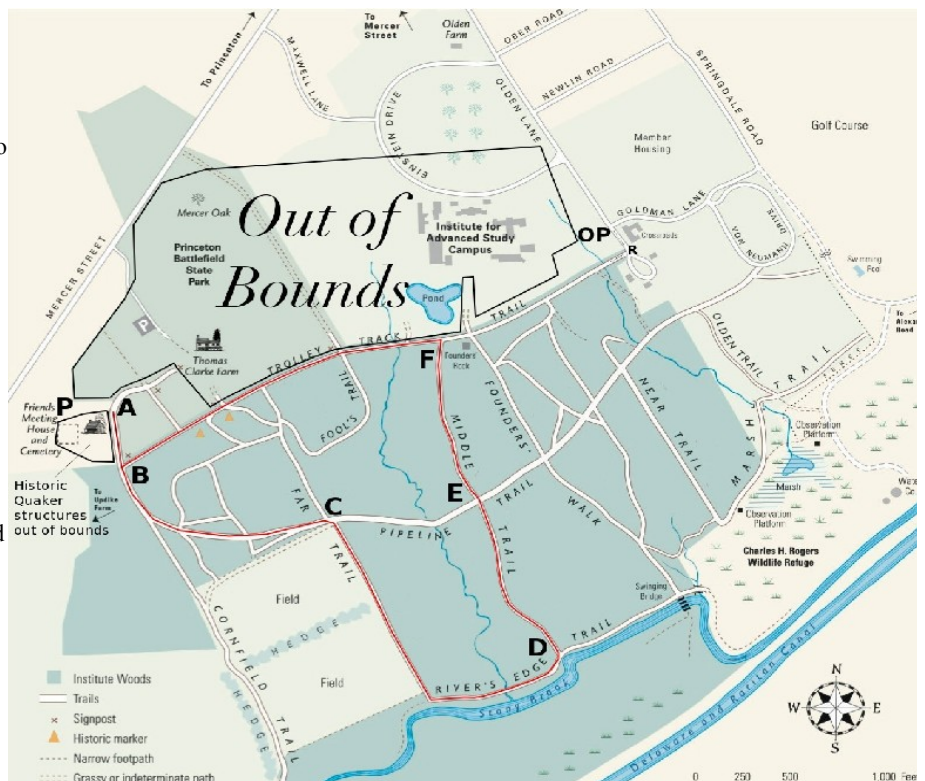 To
Mercer
Street
Olden
Farm
OBER ROAD
To Princeton
MAXWELL LANE
NEWLIN ROAD
SPRINGDALE ROAD
OLDEN LANE
EINSTEIN DRIVE
Golf Course
Member
Housing
MERCER STREET
Mercer Oak
Out of
Bounds
Princeton
Battlefield
State
Park
Institute for
Advanced Study
Campus
GOLDMAN LANE
OP
R
Crossroads
VON NEUMANN
DRIVE
Swimming
Pool
To
Road
Pond
P
Thomas
Clarke Farm
TROLLEY TRACK TRAIL
F
Founders'
Rock
OLDEN TRAIL
P
A
Friends
Meeting
House
and
Cemetery
B
FOOL'S TRAIL
MIDDLE TRAIL
FOUNDERS' WALK
NEAR TRAIL
MARSH TRAIL
Observation
Platform
Historic
Quaker
structures
out of bounds
To
Updike
Farm
FAR TRAIL
C
E
PIPELINE TRAIL
Marsh
Observation
Platform
Charles H. Rogers
Wildlife Refuge
Field
HEDGE
Field
CORNFIELD TRAIL
HEDGE
Swinging
Bridge
D
RIVER'S EDGE TRAIL
Stony Brook
Delaware and Raritan Canal
Institute Woods
Trails
Signpost
Historic marker
Narrow footpath
Grassy or indeterminate path
N
W
E
S
0 250 500 1,000 Feet